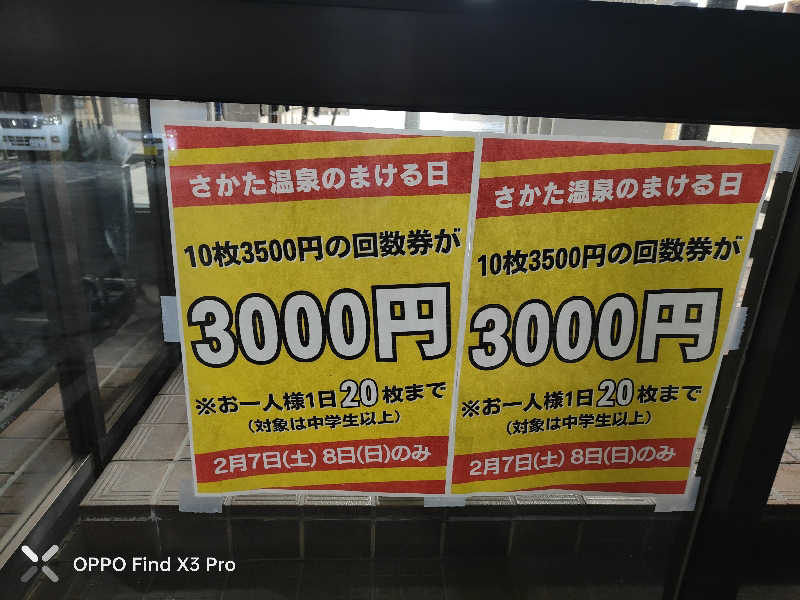 さかた温泉のまける日
10枚3500円の回数券が
3000円
※お一人様1日20枚まで
(対象は中学生以上)
2月7日(土) 8日(日)のみ
さかた温泉のまける日
10枚3500円の回数券が
3000円
※お一人様1日20枚まで
(対象は中学生以上)
2月7日(土) 8日(日)のみ
OPPO Find X3 Pro